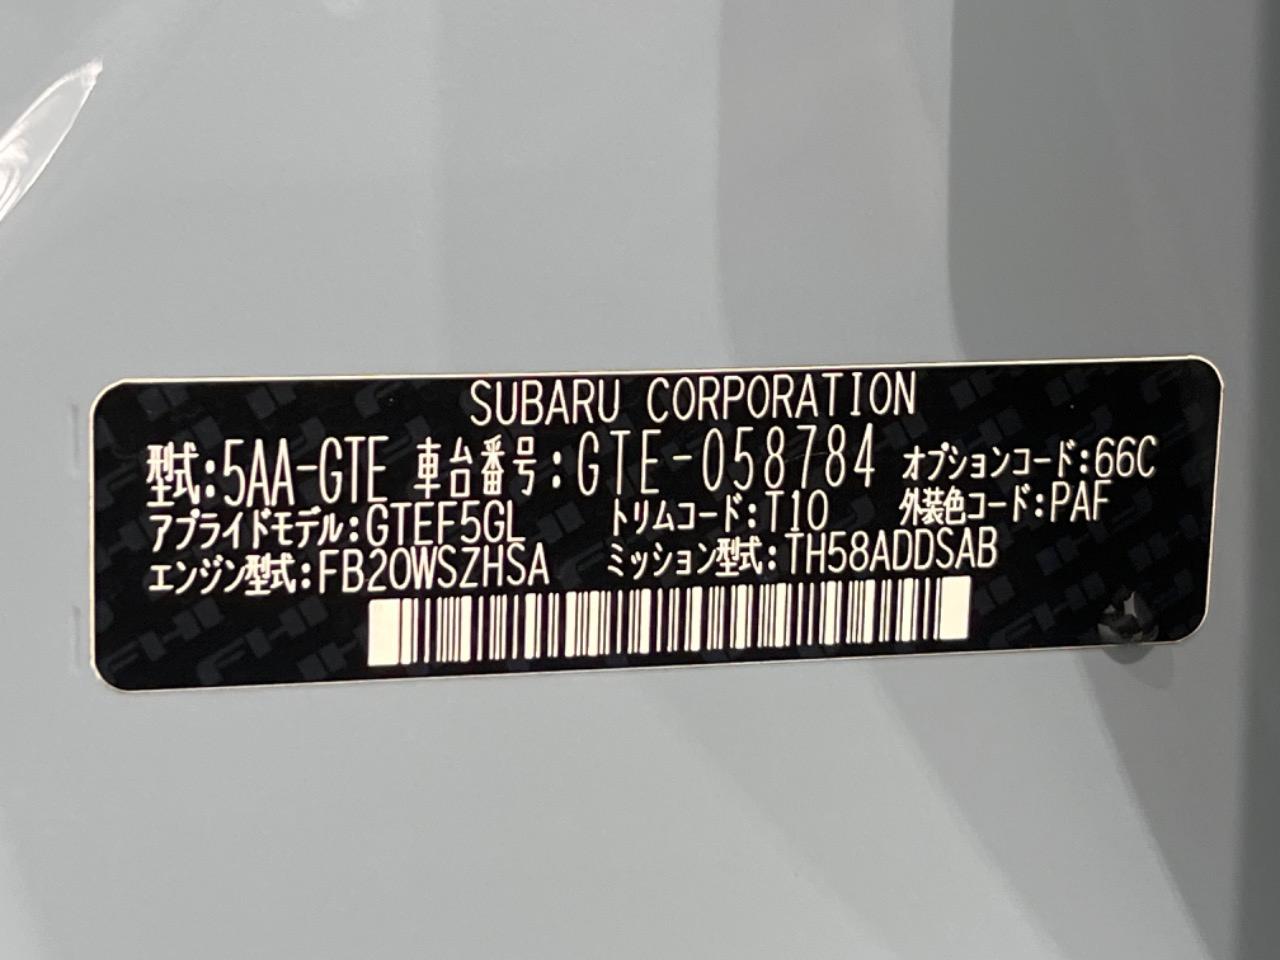 SUBARU CORPORATION
型式:5AA-GTE 車台番号:GTE-058784 オプションコード:66C
アプライドモデル:GTEF5GL トリムコード:T10 外装色コード:PAF
エンジン型式:FB20WSZHSA ミッション型式:TH58ADDSAB